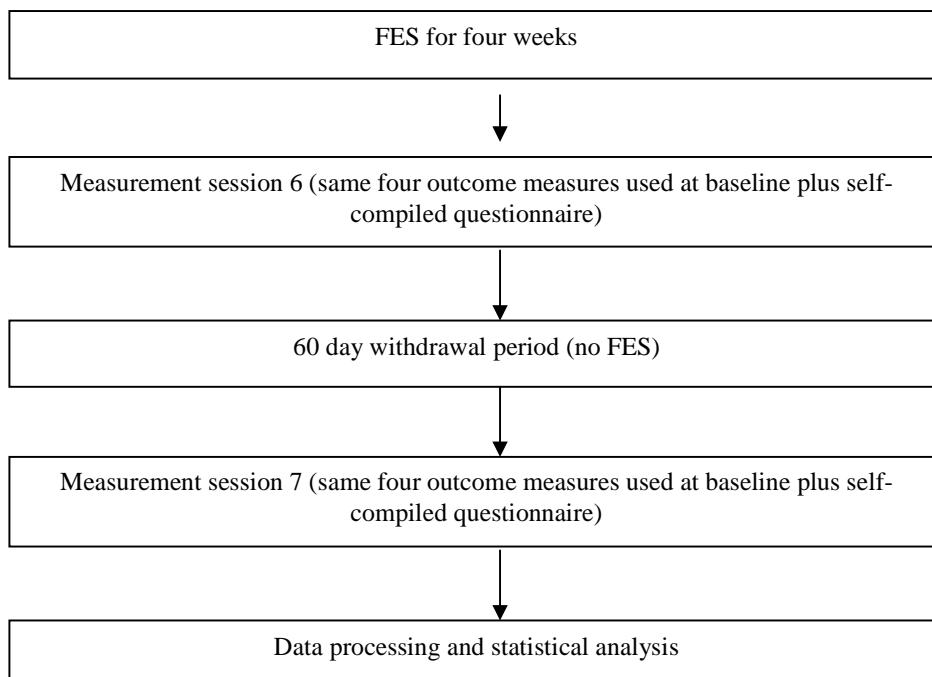 FES for four weeks
Measurement session 6 (same four outcome measures used at baseline plus self-
compiled questionnaire)
60 day withdrawal period (no FES)
Measurement session 7 (same four outcome measures used at baseline plus self-
compiled questionnaire)
Data processing and statistical analysis